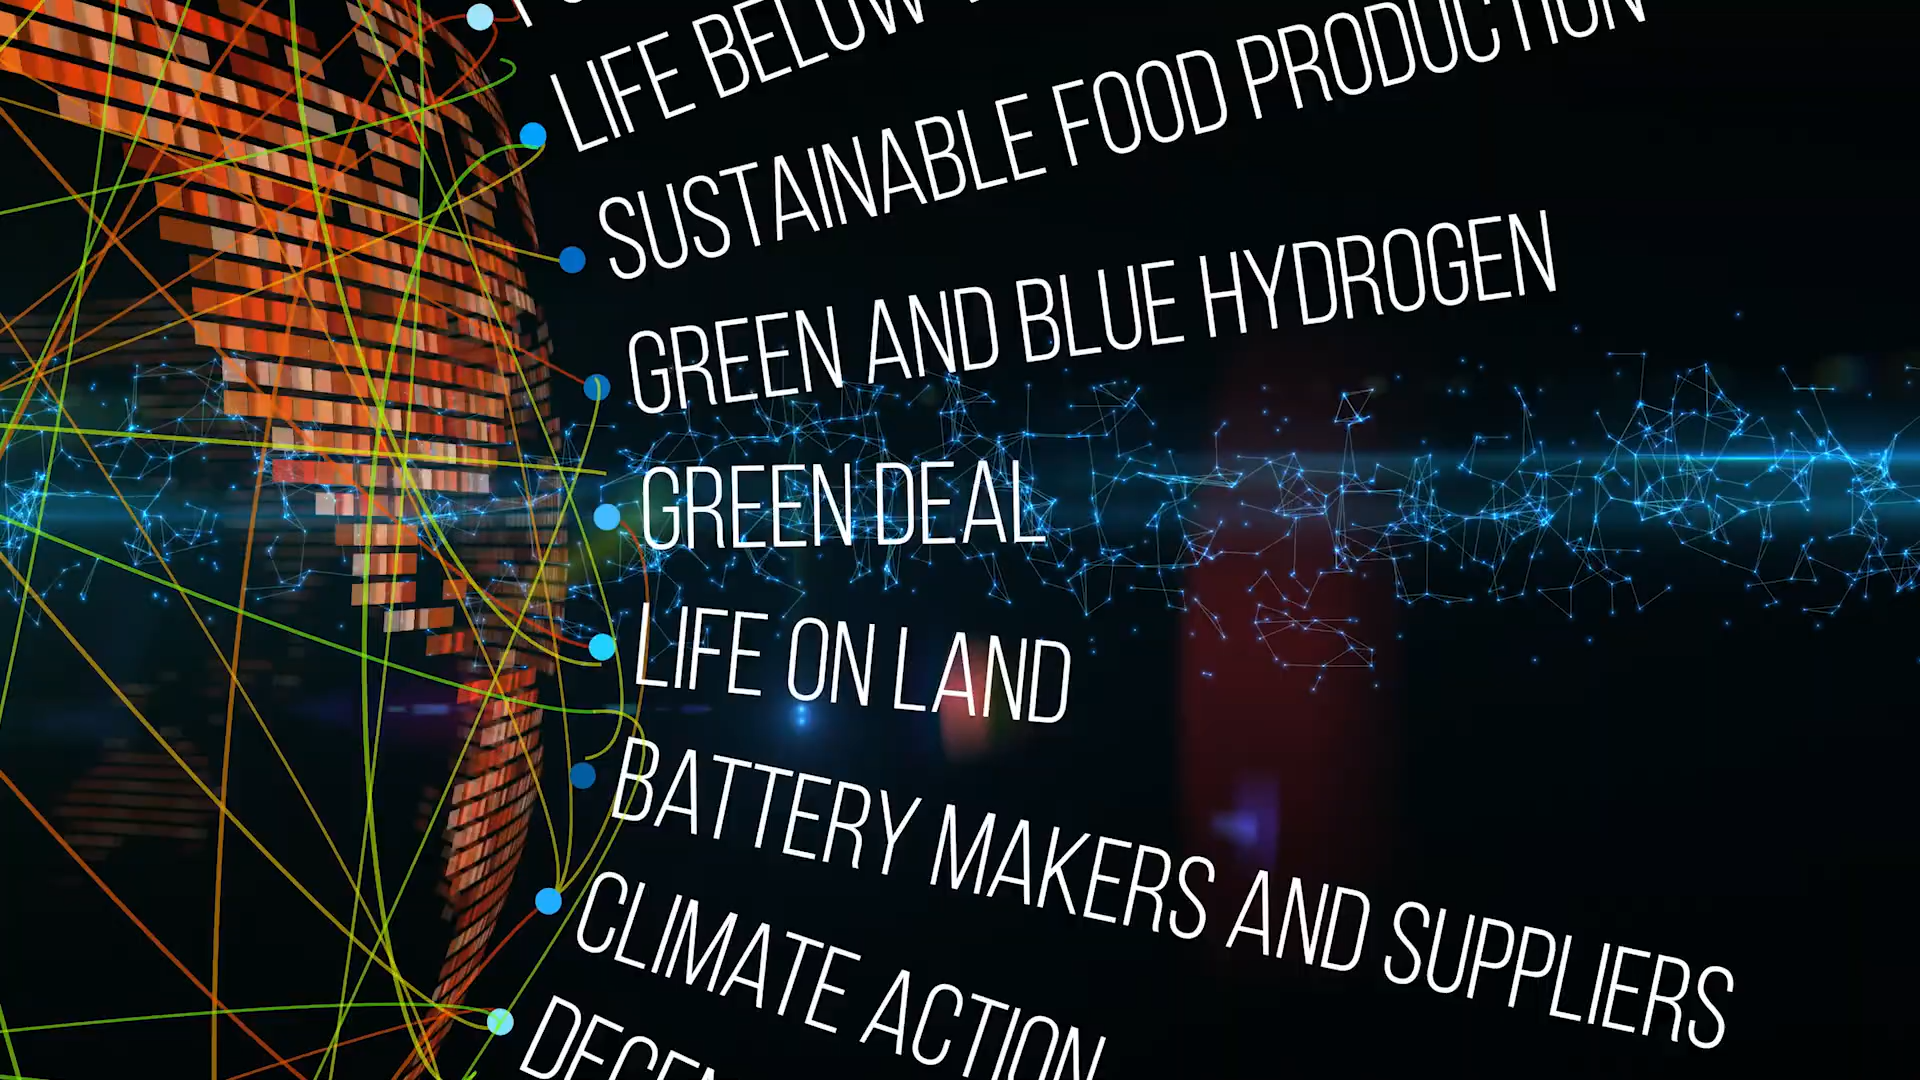 LIFE BELOW
SUSTAINABLE FOOD PRODUCTION
GREEN AND BLUE HYDROGEN
GREEN DEAL
LIFE ON LAND
BATTERY MAKERS AND SUPPLIERS
CLIMATE ACTION